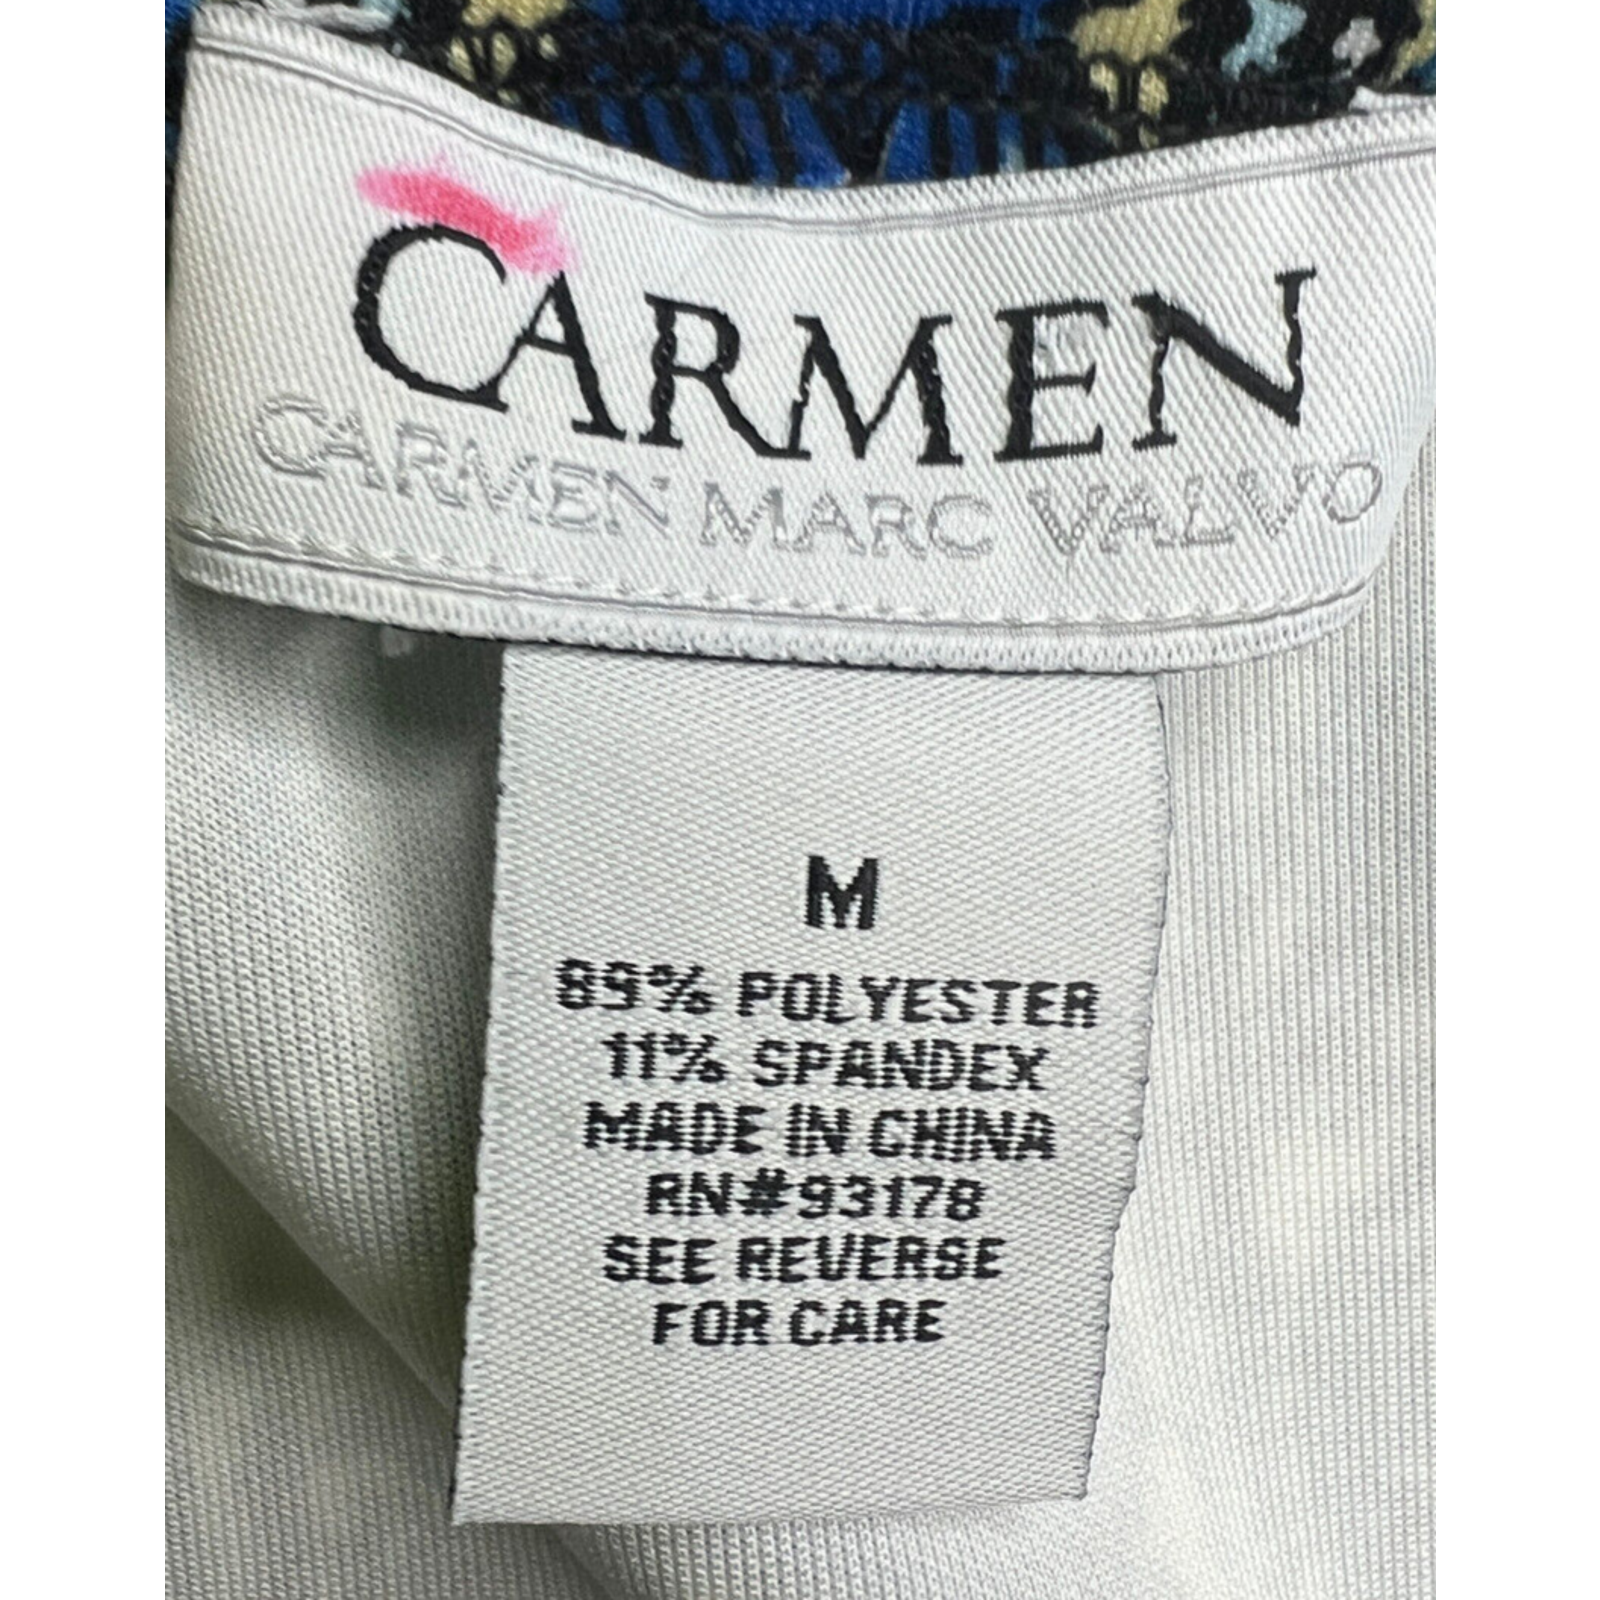 CARMEN
CARMEN MARC VALVO
M
89% POLYESTER
11% SPANDEX
MADE IN CHINA
RN#93178
SEE REVERSE
FOR CARE